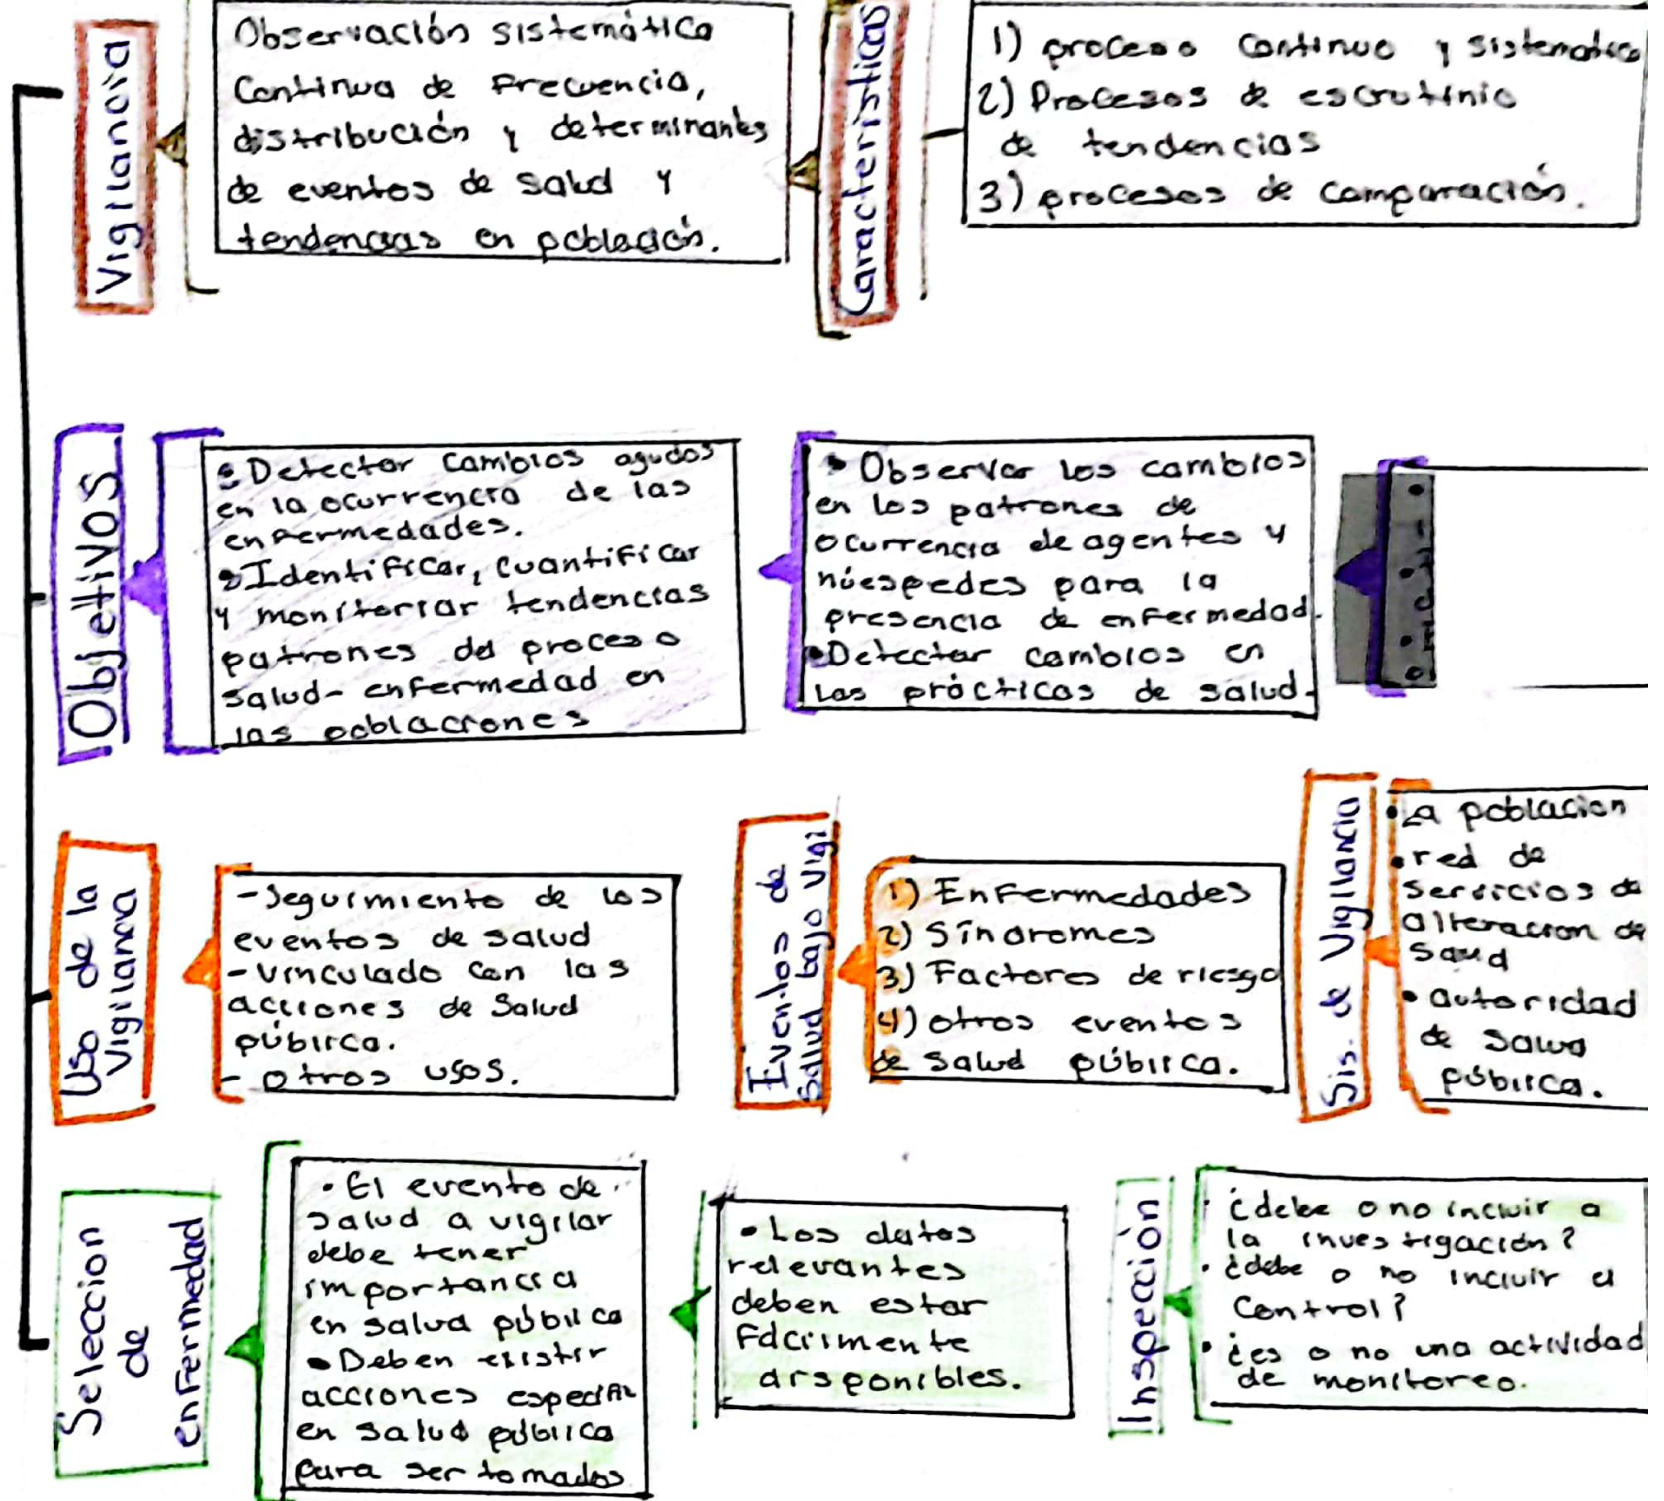 Vigilancia
Observación sistemática
Continua de frecuencia,
distribución y determinantes
de eventos de salud y
tendencias en población.
Características
1) proceso continuo y sistematico
2) Procesos de escrutinio
de tendencias
3) procesos de comparación.
Objetivos
Detectar cambios agudos
en la ocurrencia de las
enfermedades.
Identificar, cuantificar
y monitoriar tendencias
patrones del proceso
salud-enfermedad en
las poblaciones
• Observar los cambios
en los patrones de
ocurrencia de agentes y
húespedes para la
presencia de enfermedad.
• Detectar cambios en
las prácticas de salud.
Uso de la
Vigilancia
- Seguimiento de los
eventos de salud
- vinculado con las
acciones de Salud
pública.
- otros usos.
Eventos de
Salud bajo Vigi
1) Enfermedades
2) Síndromes
3) Factores de riesgo
4) otros eventos
de salud pública.
Sis. de Vigilancia
• La poblacion
• red de
servicios de
alteracion de
• autoridad
de salud
pública.
Seleccion
de
enfermedad
• El evento de
salud a vigilar
debe tener
importancia
en salud pública
• Deben existir
acciones especific
en salud pública
para ser tomados
• Los datos
relevantes
deben estar
Facilmente
disponibles.
Inspección
• ¿debe o no incluir a
la investigación?
• ¿debe o no incluir el
Control?
• ¿es o no una actividad
de monitoreo.